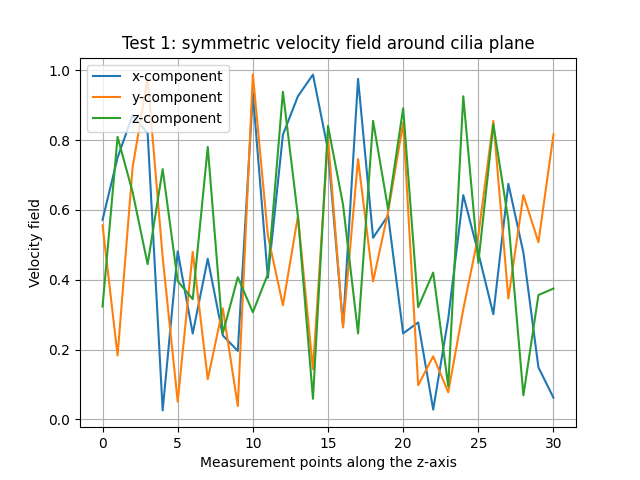 Test 1: symmetric velocity field around cilia plane
x-component
y-component
z-component
Velocity field
1.0
0.8
0.6
0.4
0.2
0.0
0 5 10 15 20 25 30
Measurement points along the z-axis